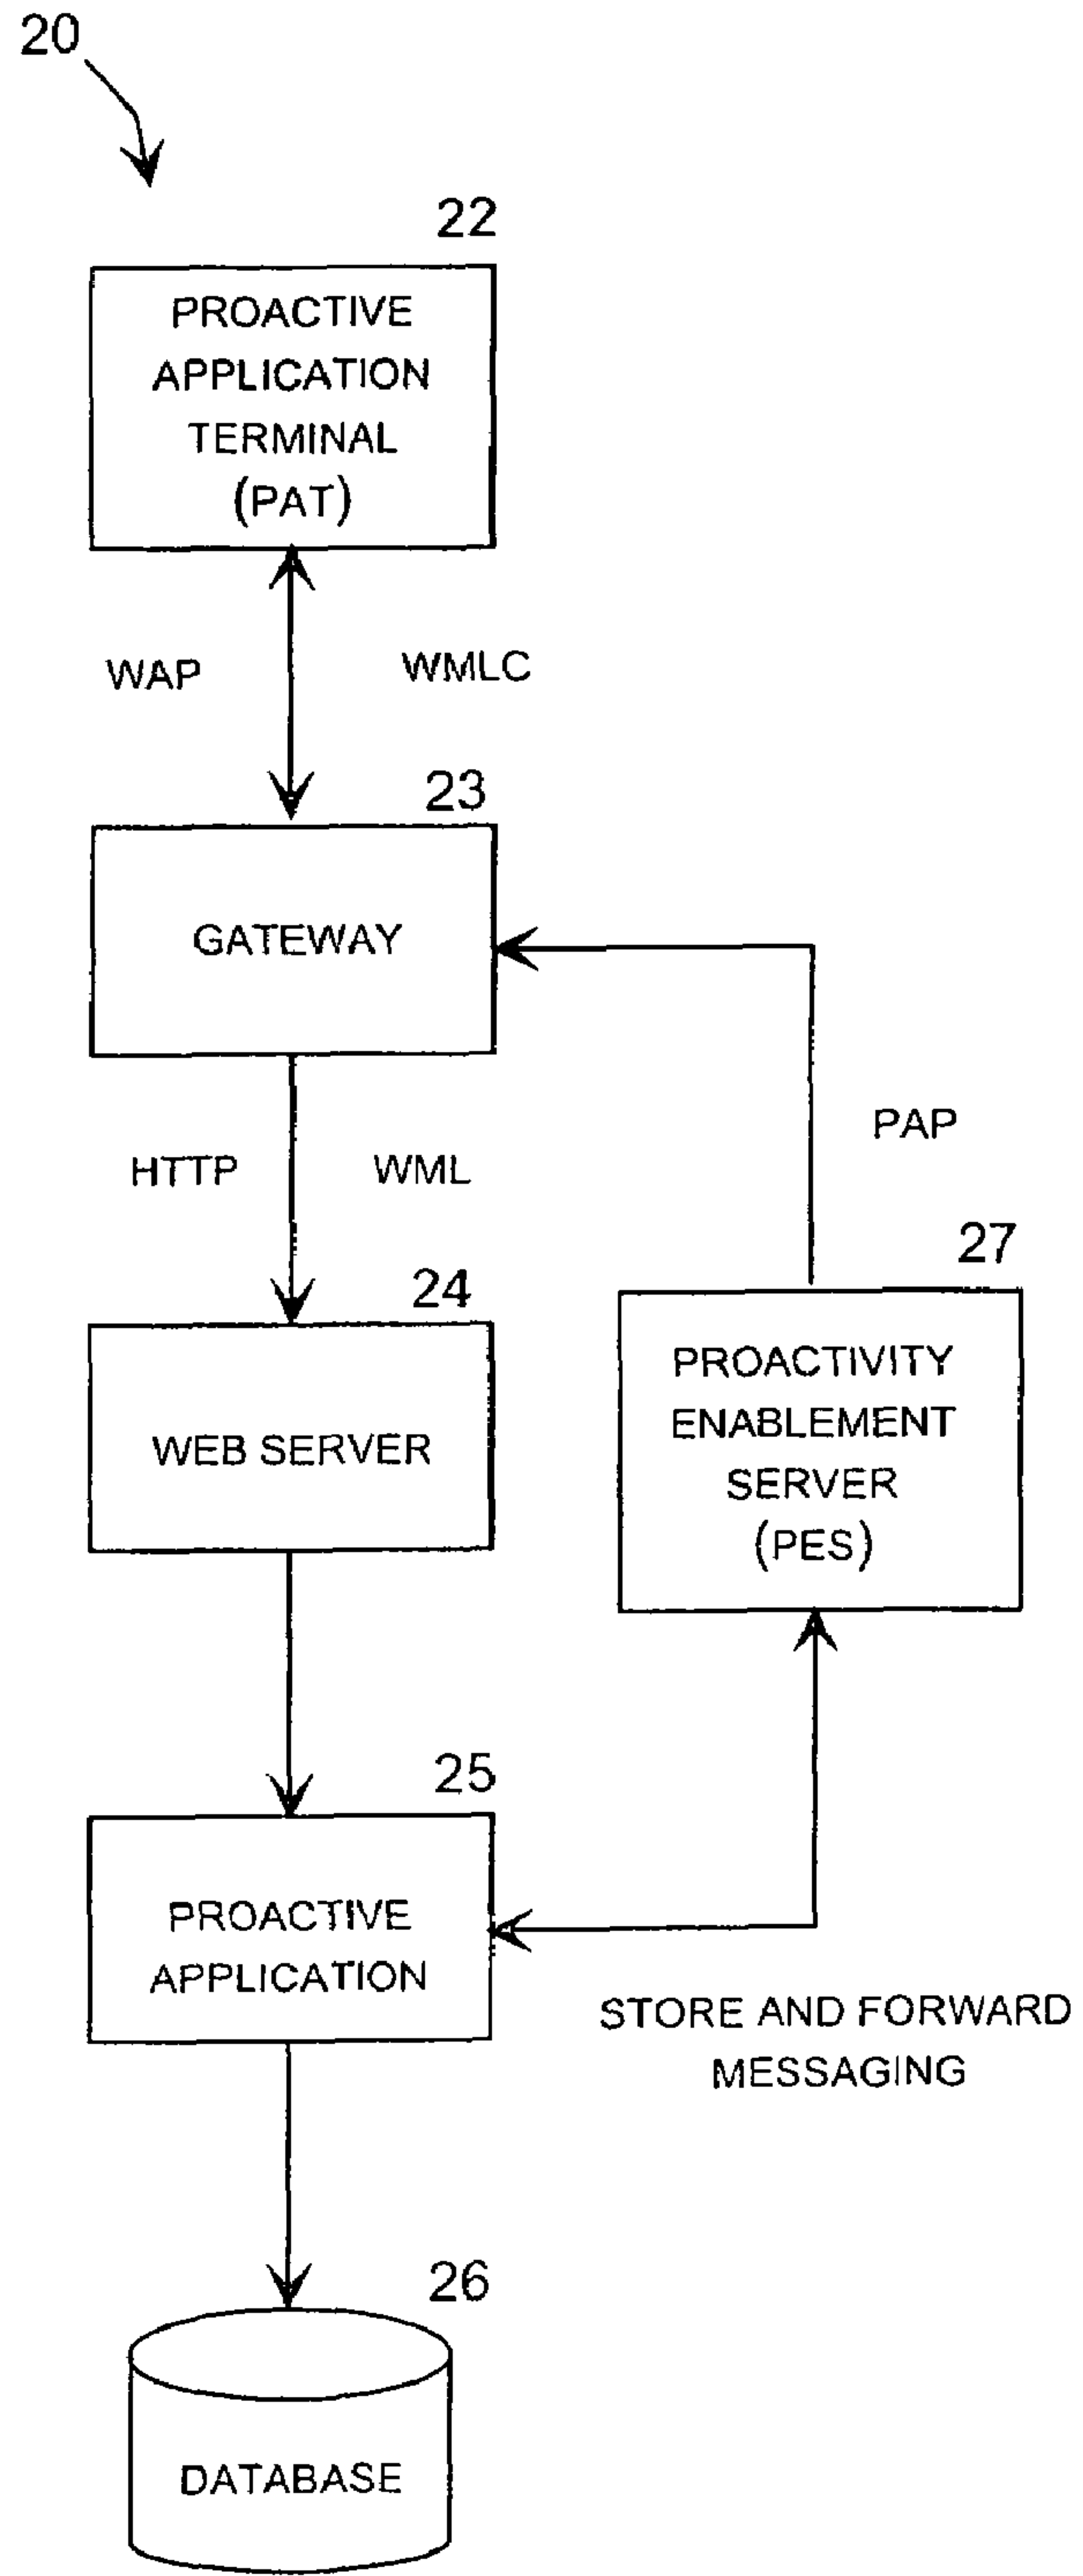 20
22
PROACTIVE
APPLICATION
TERMINAL
(PAT)
WAP
WMLC
23
GATEWAY
PAP
HTTP
WML
27
24
PROACTIVITY
ENABLEMENT
SERVER
(PES)
WEB SERVER
25
PROACTIVE
APPLICATION
STORE AND FORWARD
MESSAGING
26
DATABASE